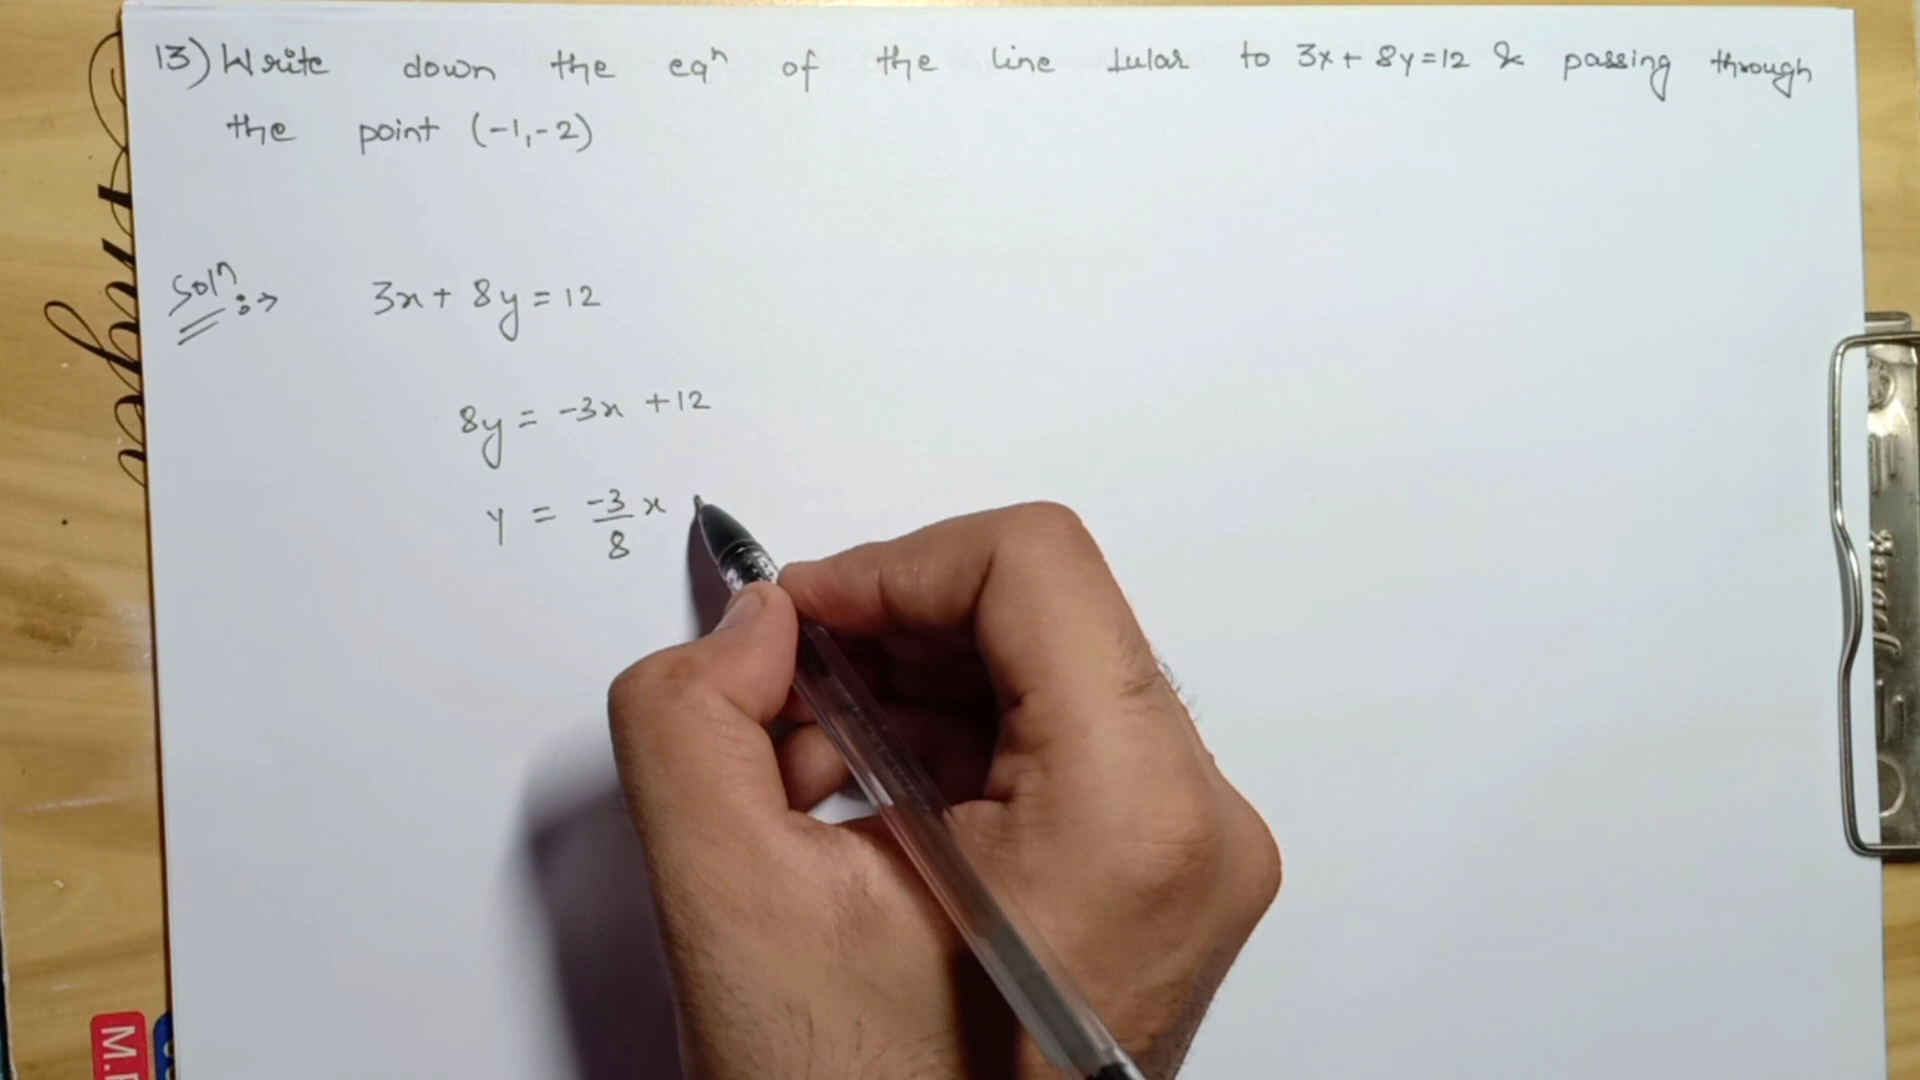 13) Write down the eqⁿ of the line ⊥ular to 3x + 8y = 12 & passing through
the point (-1,-2)
Solⁿ :→ 3x + 8y = 12
8y = -3x + 12
y = -3/8 x
M.